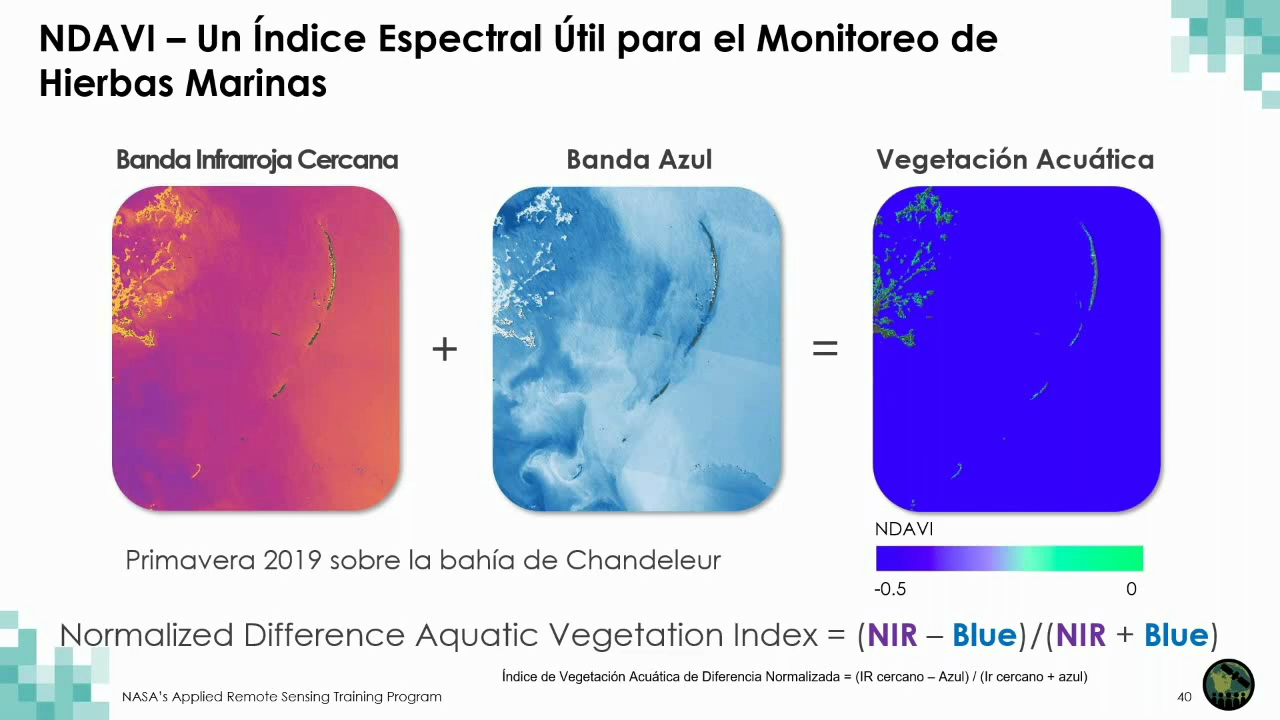 NDAVI – Un Índice Espectral Útil para el Monitoreo de
Hierbas Marinas
Banda Infrarroja Cercana
Banda Azul
Vegetación Acuática
+
=
NDAVI
-0.5
0
Primavera 2019 sobre la bahía de Chandeleur
Normalized Difference Aquatic Vegetation Index = (NIR – Blue)/(NIR + Blue)
Índice de Vegetación Acuática de Diferencia Normalizada = (IR cercano – Azul) / (Ir cercano + azul)
NASA's Applied Remote Sensing Training Program
40